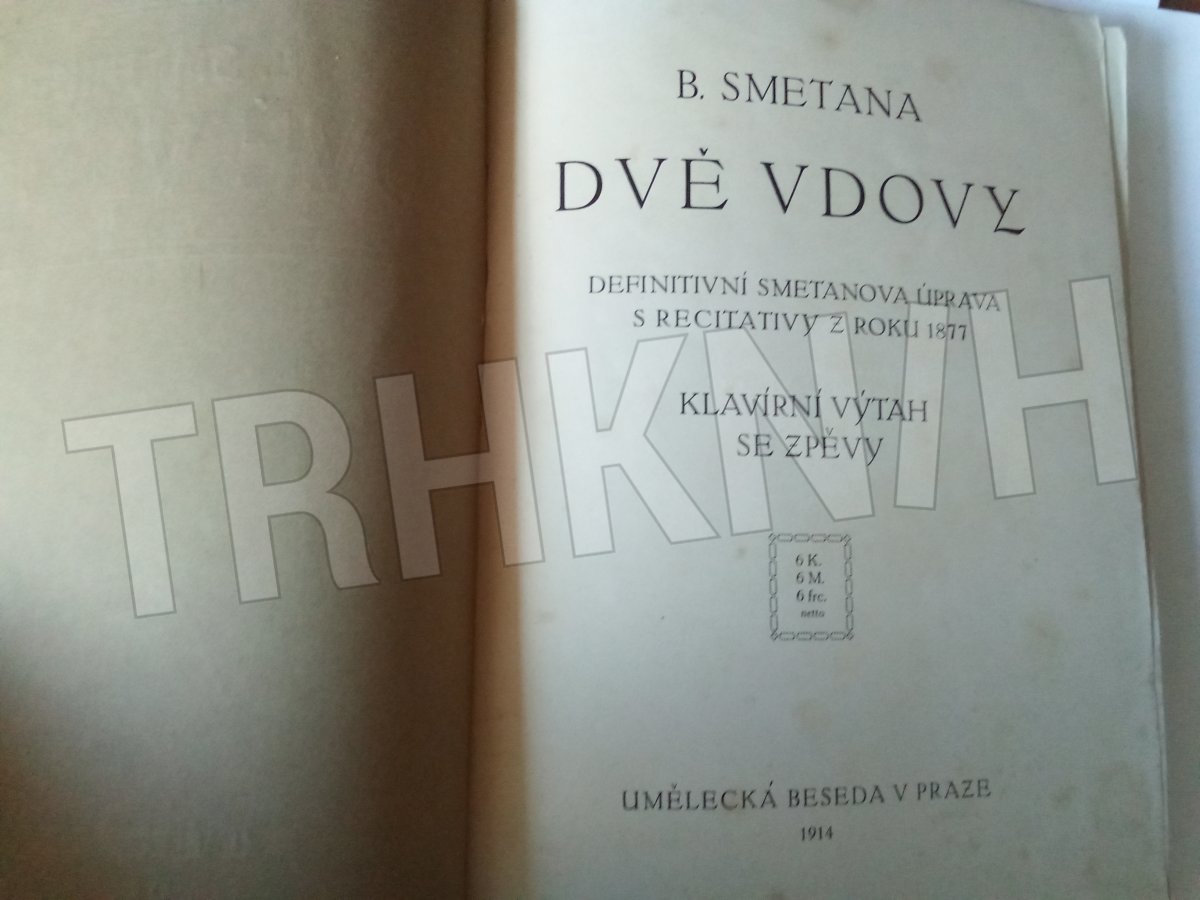 B. SMETANA
DVĚ VDOVY
DEFINITIVNÍ SMETANOVA ÚPRAVA
S RECITATIVY Z ROKU 1877
KLAVÍRNÍ VÝTAH
SE ZPĚVY
6 K.
6 M.
6 frc.
netto
UMĚLECKÁ BESEDA V PRAZE
1914
TRHKNIH